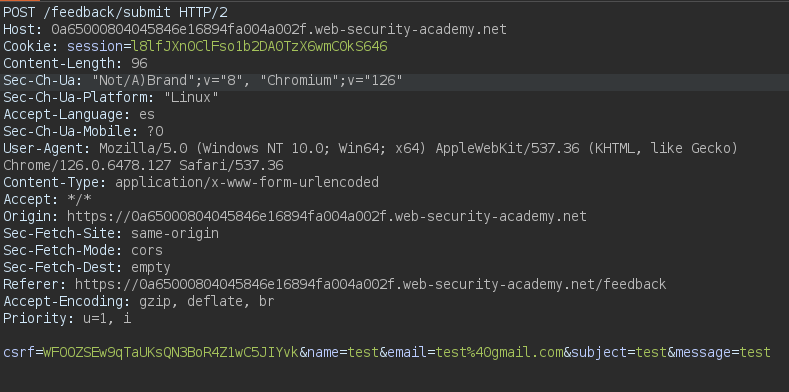 POST /feedback/submit HTTP/2
Host: 0a65000804045846e16894fa004a002f.web-security-academy.net
Cookie: session=l8lfJXn0ClFso1b2DA0TzX6wmC0kS646
Content-Length: 96
Sec-Ch-Ua: "Not/A)Brand";v="8", "Chromium";v="126"
Sec-Ch-Ua-Platform: "Linux"
Accept-Language: es
Sec-Ch-Ua-Mobile: ?0
User-Agent: Mozilla/5.0 (Windows NT 10.0; Win64; x64) AppleWebKit/537.36 (KHTML, like Gecko)
Chrome/126.0.6478.127 Safari/537.36
Content-Type: application/x-www-form-urlencoded
Accept: */*
Origin: https://0a65000804045846e16894fa004a002f.web-security-academy.net
Sec-Fetch-Site: same-origin
Sec-Fetch-Mode: cors
Sec-Fetch-Dest: empty
Referer: https://0a65000804045846e16894fa004a002f.web-security-academy.net/feedback
Accept-Encoding: gzip, deflate, br
Priority: u=1, i
csrf=WFOOZSEw9qTaUKsQN3BoR4Z1wC5JIYvk&name=test&email=test%40gmail.com&subject=test&message=test